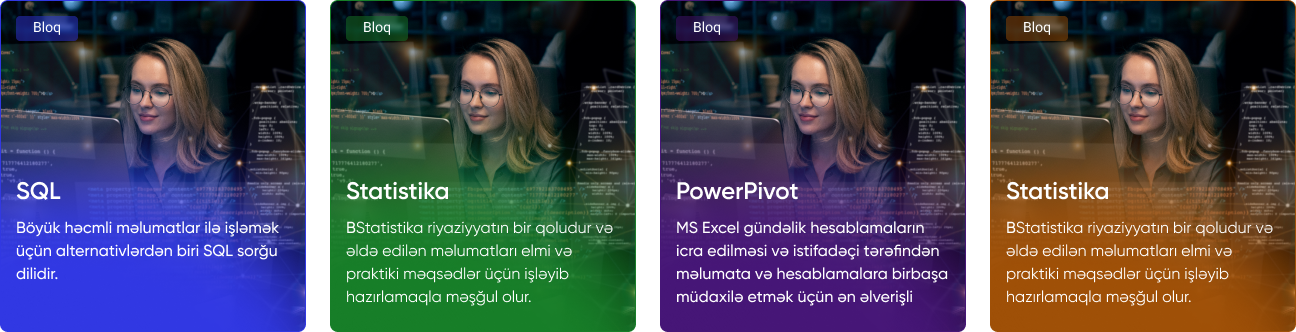 Bloq
SQL
Böyük həcmli məlumatlar ilə işləmək
üçün alternativlərdən biri SQL sorğu
dilidir.
Bloq
Statistika
BStatistika riyaziyyatın bir qoludur və
əldə edilən məlumatları elmi və
praktiki məqsədlər üçün işləyib
hazırlamaqla məşğul olur.
Bloq
PowerPivot
MS Excel gündəlik hesablamaların
icra edilməsi və istifadəçi tərəfindən
məlumata və hesablamalara birbaşa
müdaxilə etmək üçün ən əlverişli
Bloq
Statistika
BStatistika riyaziyyatın bir qoludur və
əldə edilən məlumatları elmi və
praktiki məqsədlər üçün işləyib
hazırlamaqla məşğul olur.